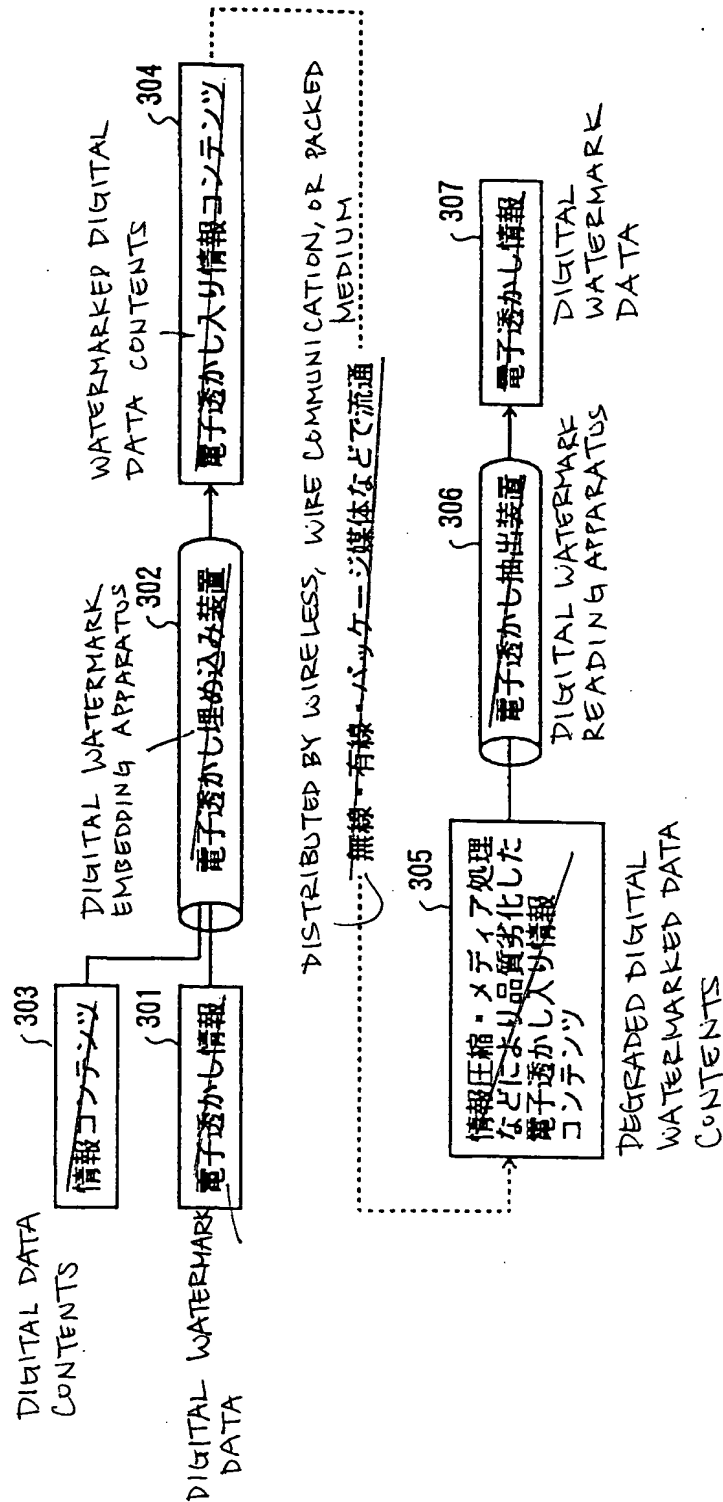 DIGITAL DATA
CONTENTS
303
情報コンテンツ
301
電子透かし情報
DIGITAL WATERMARK
DATA
DIGITAL WATERMARK
EMBEDDING APPARATUS
302
電子透かし埋め込み装置
WATERMARKED DIGITAL
DATA CONTENTS
304
電子透かし入り情報コンテンツ
DISTRIBUTED BY WIRELESS, WIRE COMMUNICATION, OR PACKED
MEDIUM
無線・有線・パッケージ媒体などで流通
305
情報圧縮・メディア処理
などにより品質劣化した
電子透かし入り情報
コンテンツ
DEGRADED DIGITAL
WATERMARKED DATA
CONTENTS
306
電子透かし抽出装置
DIGITAL WATERMARK
READING APPARATUS
307
電子透かし情報
DIGITAL
WATERMARK
DATA